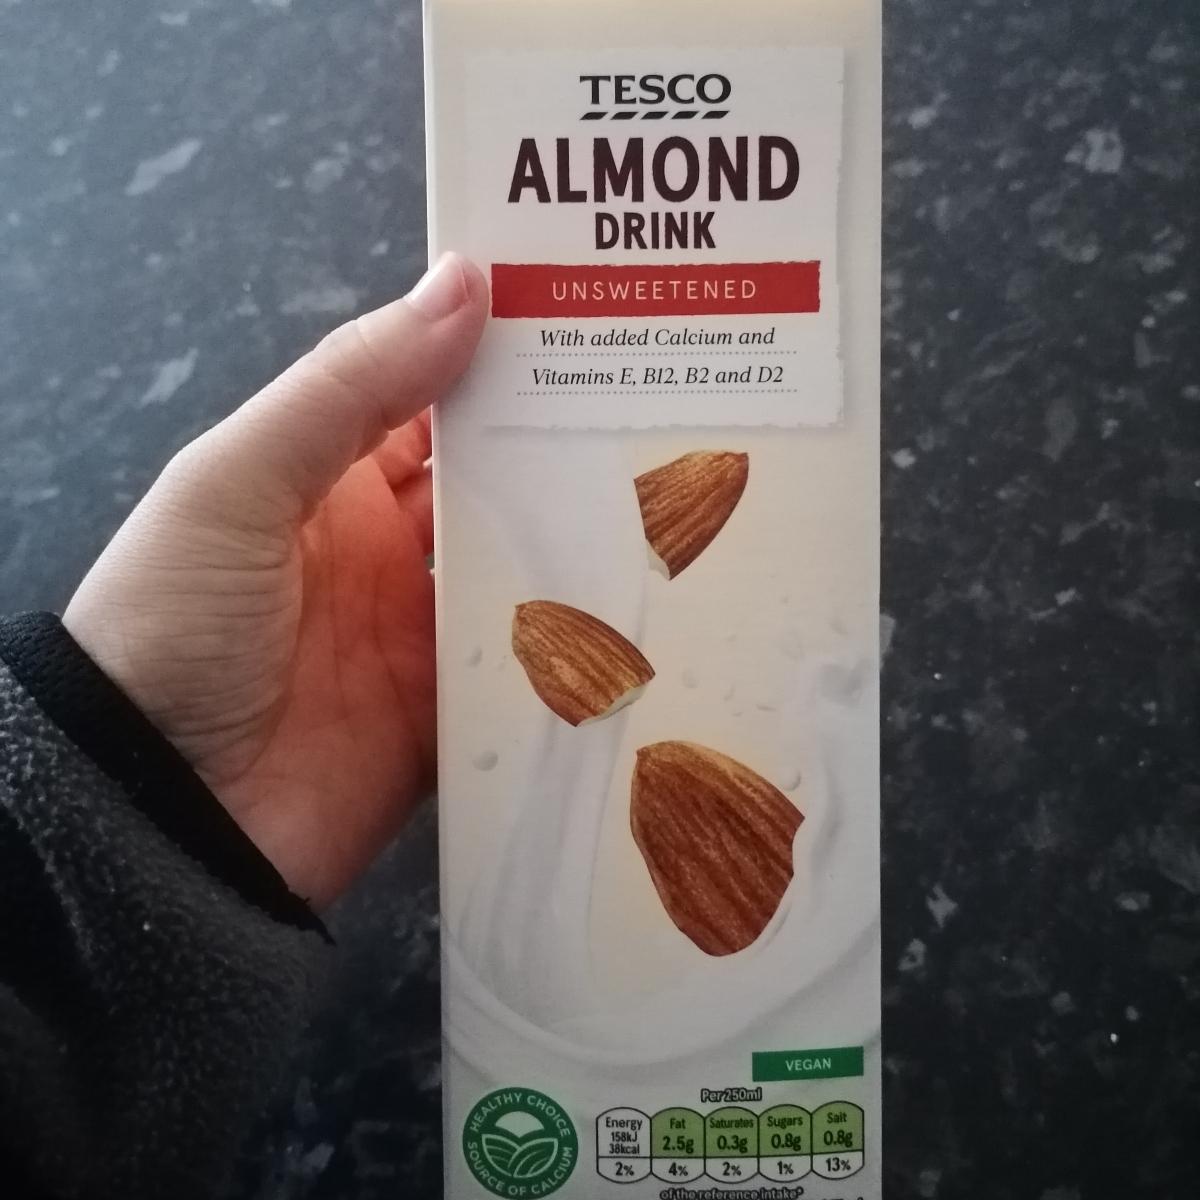 TESCO
ALMOND
DRINK
UNSWEETENED
With added Calcium and
Vitamins E, B12, B2 and D2
VEGAN
HEALTHY CHOICE
SOURCE OF CALCIUM
Per 250ml
Energy Fat Saturates Sugars Salt
158kJ 2.5g 0.3g 0.8g 0.8g
38kcal
2% 4% 2% 1% 13%
of the reference intake*